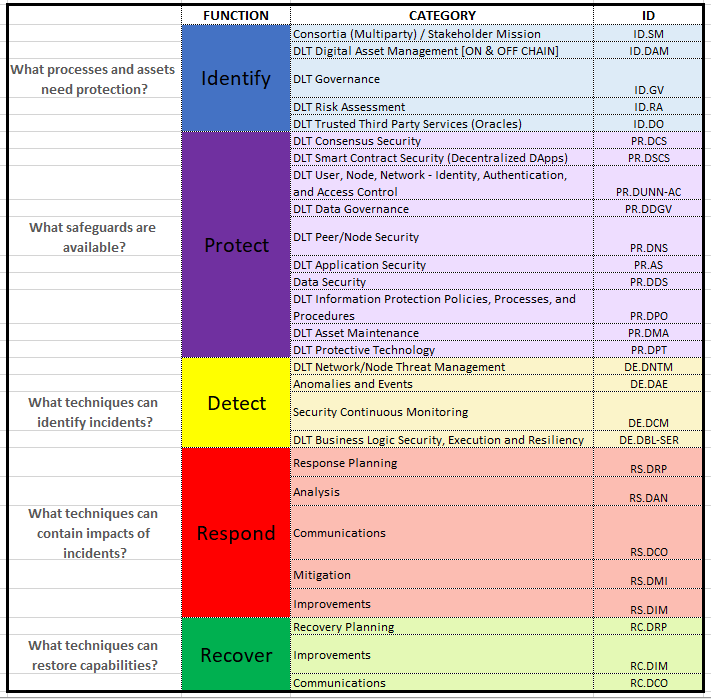 FUNCTION CATEGORY ID
What processes and assets
need protection?
Identify
Consortia (Multiparty) / Stakeholder Mission ID.SM
DLT Digital Asset Management [ON & OFF CHAIN] ID.DAM
DLT Governance ID.GV
DLT Risk Assessment ID.RA
DLT Trusted Third Party Services (Oracles) ID.DO
What safeguards are
available?
Protect
DLT Consensus Security PR.DCS
DLT Smart Contract Security (Decentralized DApps) PR.DSCS
DLT User, Node, Network - Identity, Authentication,
and Access Control PR.DUNN-AC
DLT Data Governance PR.DDGV
DLT Peer/Node Security PR.DNS
DLT Application Security PR.AS
Data Security PR.DDS
DLT Information Protection Policies, Processes, and
Procedures PR.DPO
DLT Asset Maintenance PR.DMA
DLT Protective Technology PR.DPT
What techniques can
identify incidents?
Detect
DLT Network/Node Threat Management DE.DNTM
Anomalies and Events DE.DAE
Security Continuous Monitoring DE.DCM
DLT Business Logic Security, Execution and Resiliency DE.DBL-SER
What techniques can
contain impacts of
incidents?
Respond
Response Planning RS.DRP
Analysis RS.DAN
Communications RS.DCO
Mitigation RS.DMI
Improvements RS.DIM
What techniques can
restore capabilities?
Recover
Recovery Planning RC.DRP
Improvements RC.DIM
Communications RC.DCO